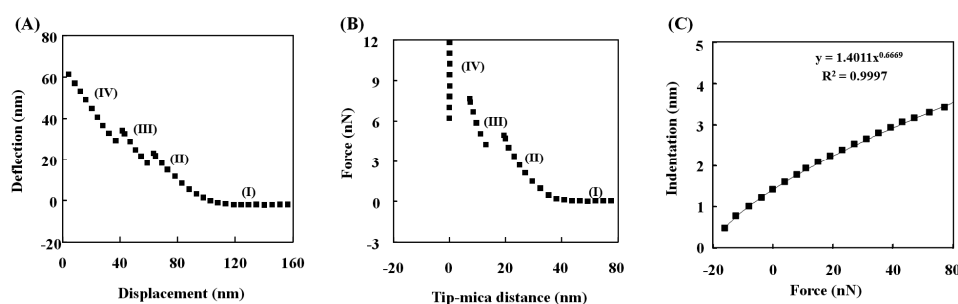 (A)
Deflection (nm)
80
60
40
20
0
-20
(IV)
(III)
(II)
(I)
0 40 80 120 160
Displacement (nm)
(B)
Force (nN)
12
9
6
3
0
-3
(IV)
(III)
(II)
(I)
-20 0 20 40 60 80
Tip-mica distance (nm)
(C)
Indentation (nm)
5
4
3
2
1
0
y = 1.4011x^0.6669
R² = 0.9997
-20 0 20 40 60 80
Force (nN)